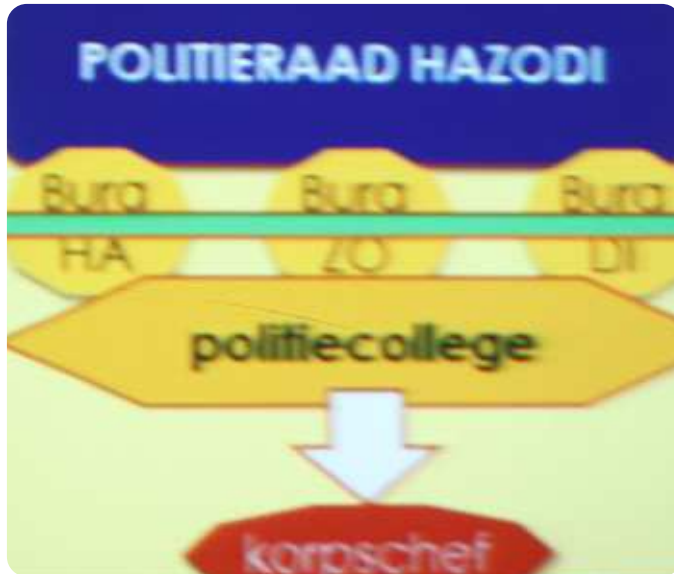 POLITIERAAD HAZODI
Burg Burg Burg
HA ZO DI
politiecollege
korpschef